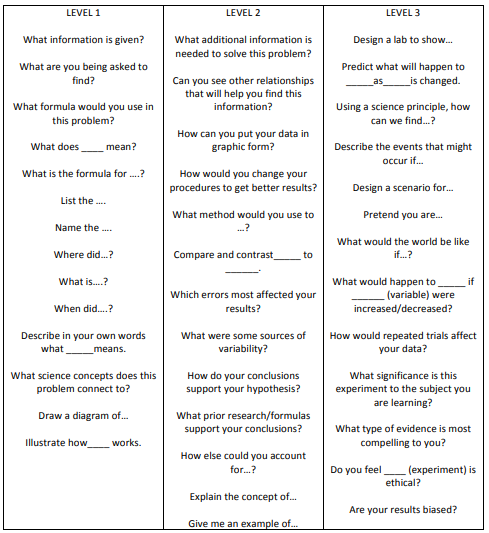 LEVEL 1
What information is given?
What are you being asked to
find?
What formula would you use in
this problem?
What does ____ mean?
What is the formula for ….?
List the ….
Name the ….
Where did…?
What is….?
When did….?
Describe in your own words
what _____means.
What science concepts does this
problem connect to?
Draw a diagram of…
Illustrate how____ works.
LEVEL 2
What additional information is
needed to solve this problem?
Can you see other relationships
that will help you find this
information?
How can you put your data in
graphic form?
How would you change your
procedures to get better results?
What method would you use to
…?
Compare and contrast_____ to
______.
Which errors most affected your
results?
What were some sources of
variability?
How do your conclusions
support your hypothesis?
What prior research/formulas
support your conclusions?
How else could you account
for…?
Explain the concept of…
Give me an example of…
LEVEL 3
Design a lab to show…
Predict what will happen to
_____as_____is changed.
Using a science principle, how
can we find…?
Describe the events that might
occur if…
Design a scenario for…
Pretend you are…
What would the world be like
if…?
What would happen to _____ if
______ (variable) were
increased/decreased?
How would repeated trials affect
your data?
What significance is this
experiment to the subject you
are learning?
What type of evidence is most
compelling to you?
Do you feel ____ (experiment) is
ethical?
Are your results biased?